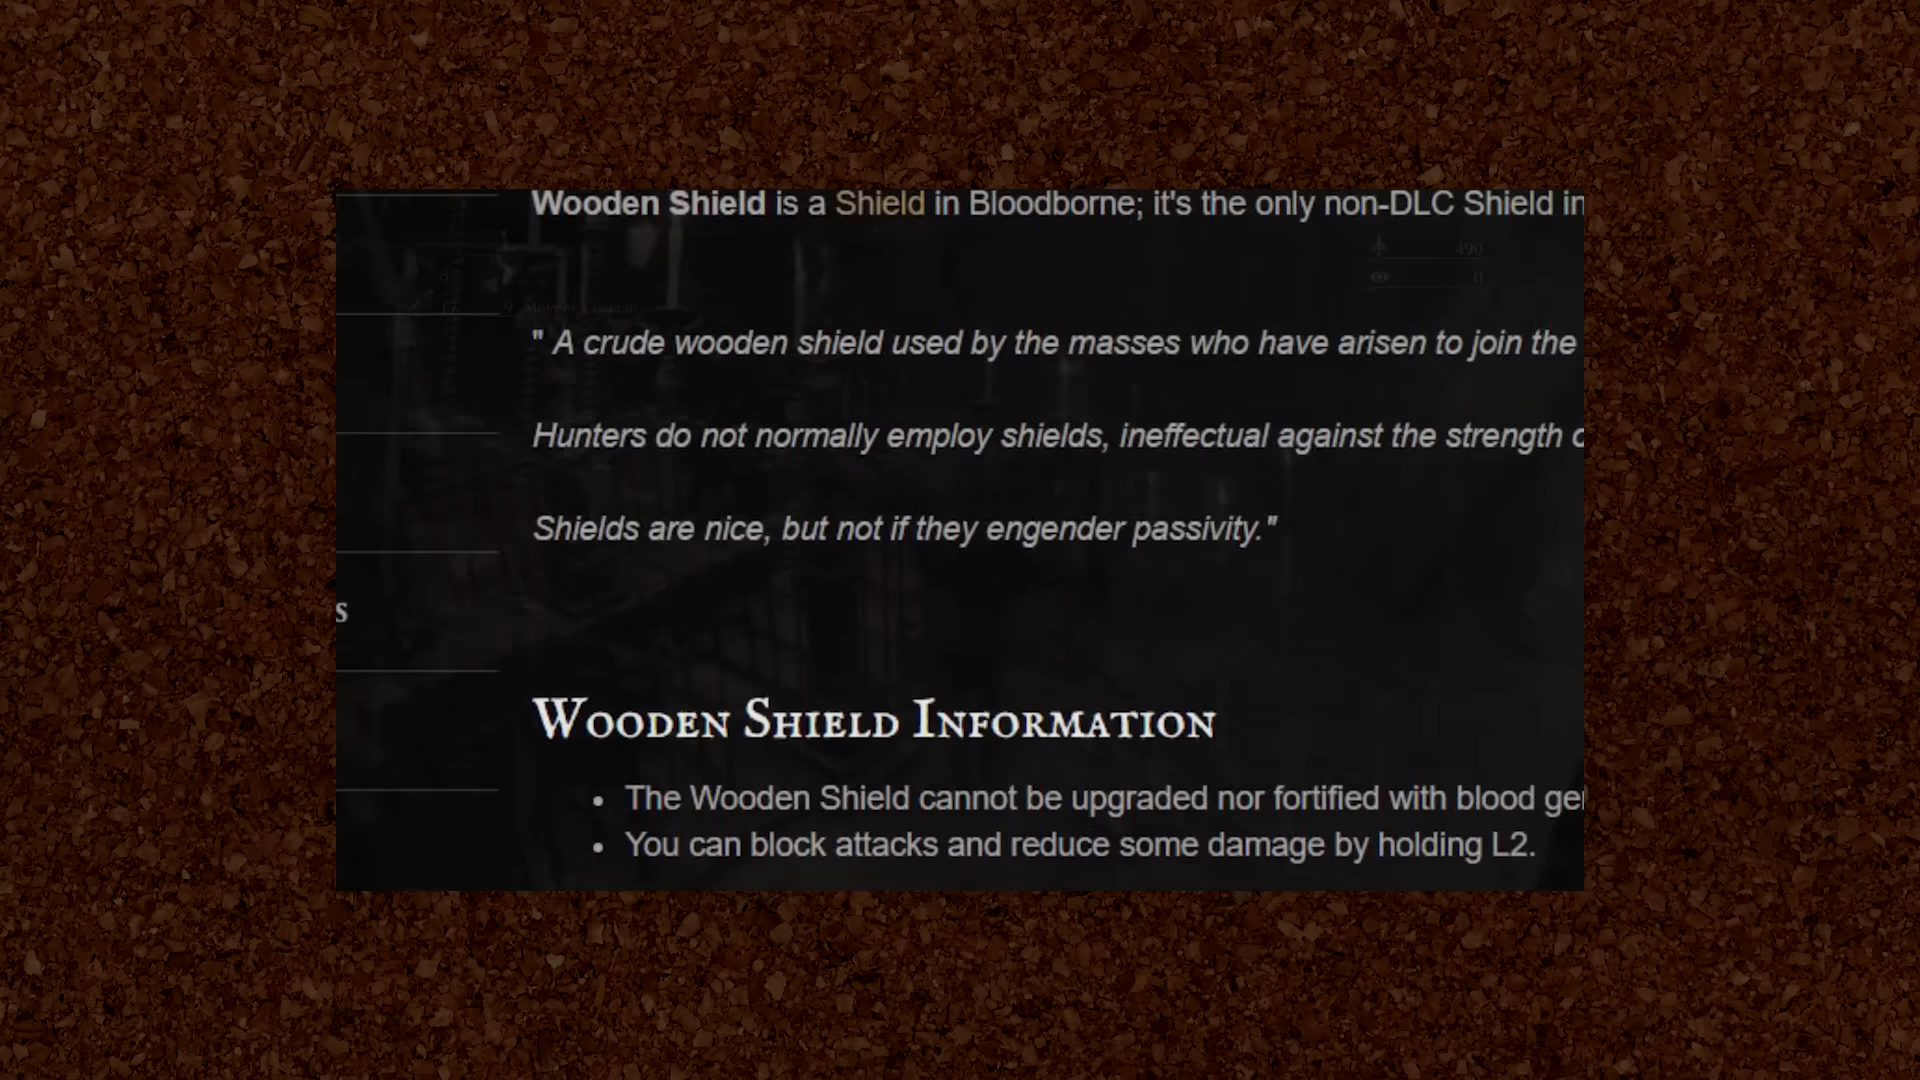 Wooden Shield is a Shield in Bloodborne; it's the only non-DLC Shield in
490
0
" A crude wooden shield used by the masses who have arisen to join the
Hunters do not normally employ shields, ineffectual against the strength
Shields are nice, but not if they engender passivity."
s
Wooden Shield Information
• The Wooden Shield cannot be upgraded nor fortified with blood
• You can block attacks and reduce some damage by holding L2.